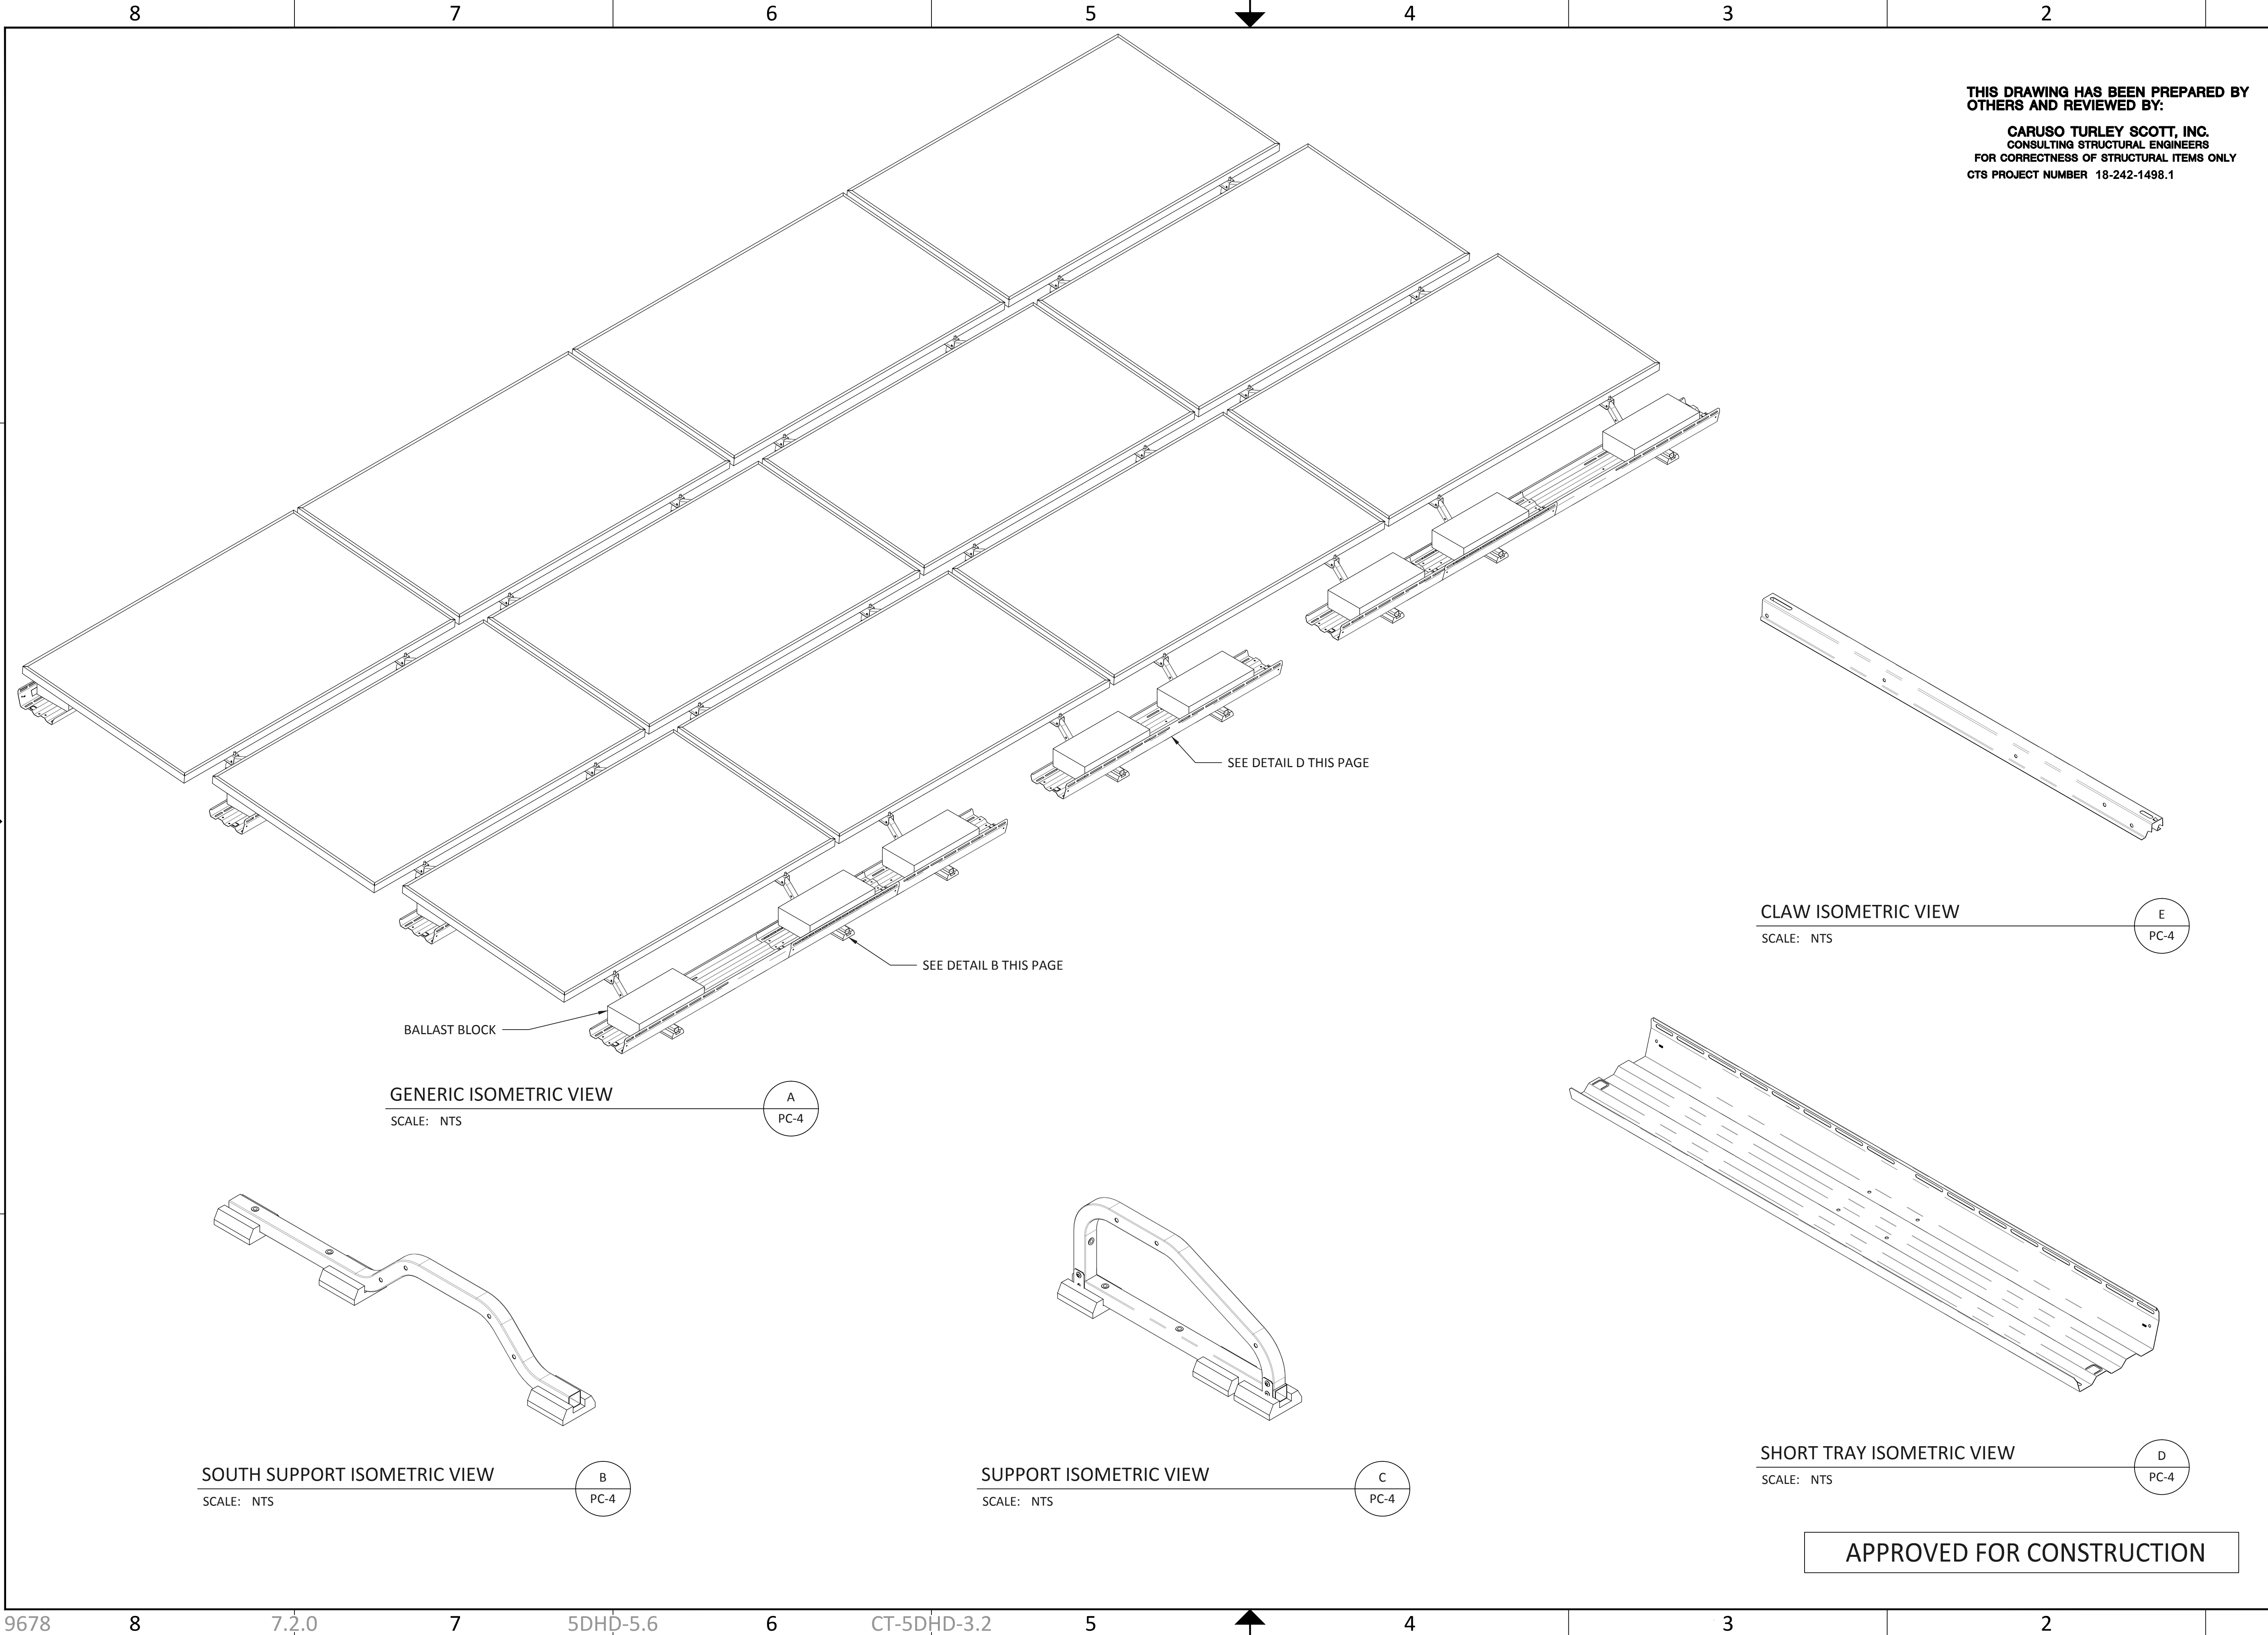 8 7 6 5 4 3 2
THIS DRAWING HAS BEEN PREPARED BY
OTHERS AND REVIEWED BY:
CARUSO TURLEY SCOTT, INC.
CONSULTING STRUCTURAL ENGINEERS
FOR CORRECTNESS OF STRUCTURAL ITEMS ONLY
CTS PROJECT NUMBER 18-242-1498.1
SEE DETAIL D THIS PAGE
SEE DETAIL B THIS PAGE
BALLAST BLOCK
CLAW ISOMETRIC VIEW
SCALE: NTS
E
PC-4
GENERIC ISOMETRIC VIEW
SCALE: NTS
A
PC-4
SOUTH SUPPORT ISOMETRIC VIEW
SCALE: NTS
B
PC-4
SUPPORT ISOMETRIC VIEW
SCALE: NTS
C
PC-4
SHORT TRAY ISOMETRIC VIEW
SCALE: NTS
D
PC-4
APPROVED FOR CONSTRUCTION
9678 8 7.2.0 7 5DHD-5.6 6 CT-5DHD-3.2 5 4 3 2